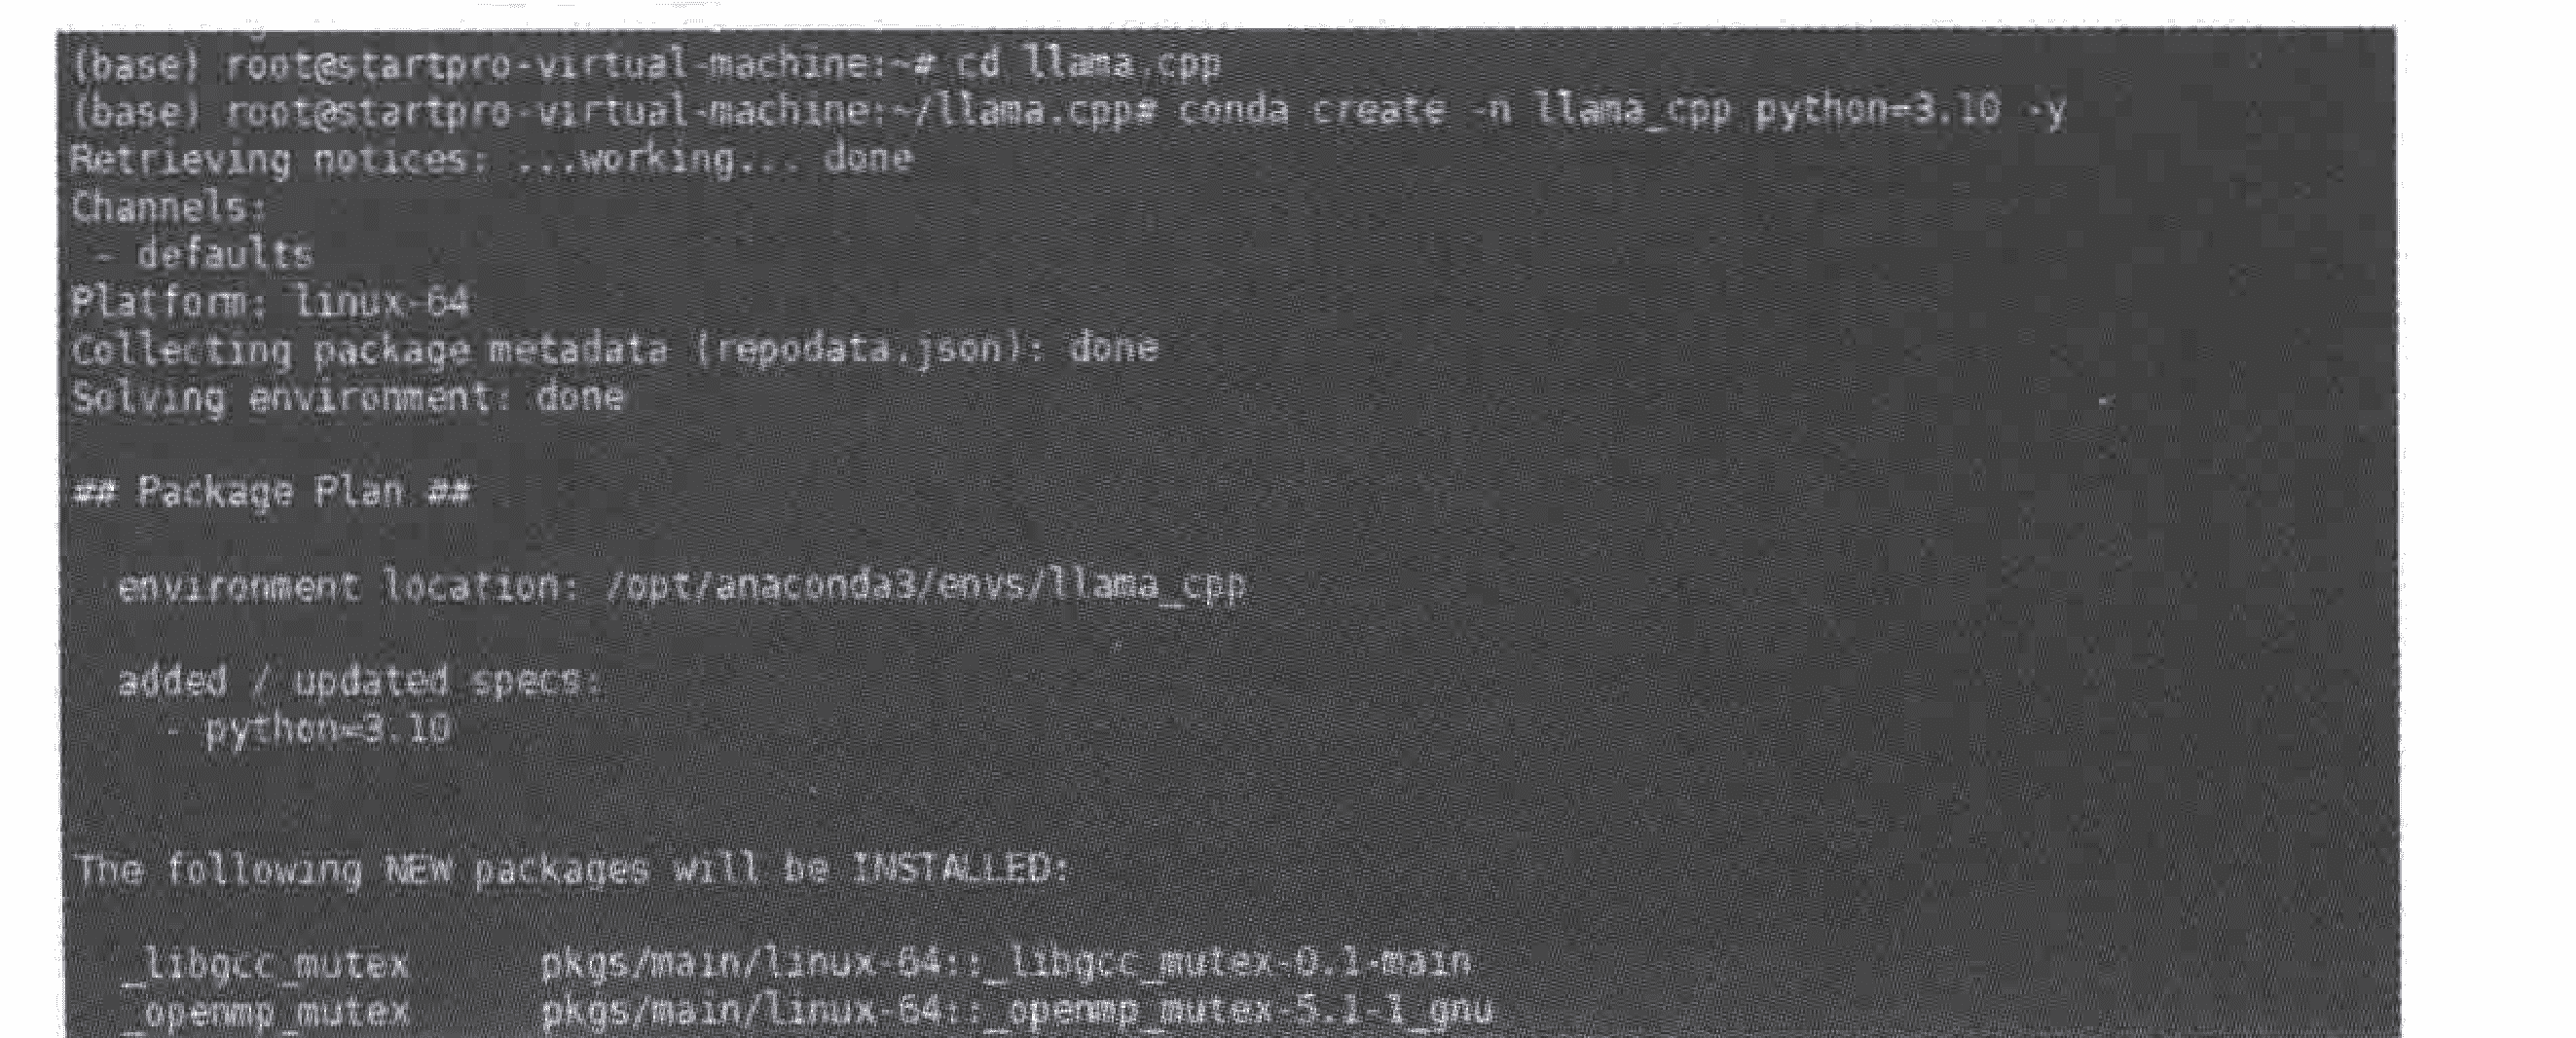 (base) root@startpro-virtual-machine:~# cd llama.cpp
(base) root@startpro-virtual-machine:~/llama.cpp# conda create -n llama_cpp python=3.10 -y
Retrieving notices: ...working... done
Channels:
 - defaults
Platform: linux-64
Collecting package metadata (repodata.json): done
Solving environment: done
## Package Plan ##
environment location: /opt/anaconda3/envs/llama_cpp
added / updated specs:
- python=3.10
The following NEW packages will be INSTALLED:
_libgcc_mutex pkgs/main/linux-64::_libgcc_mutex-0.1-main
_openmp_mutex pkgs/main/linux-64::_openmp_mutex-5.1-1_gnu